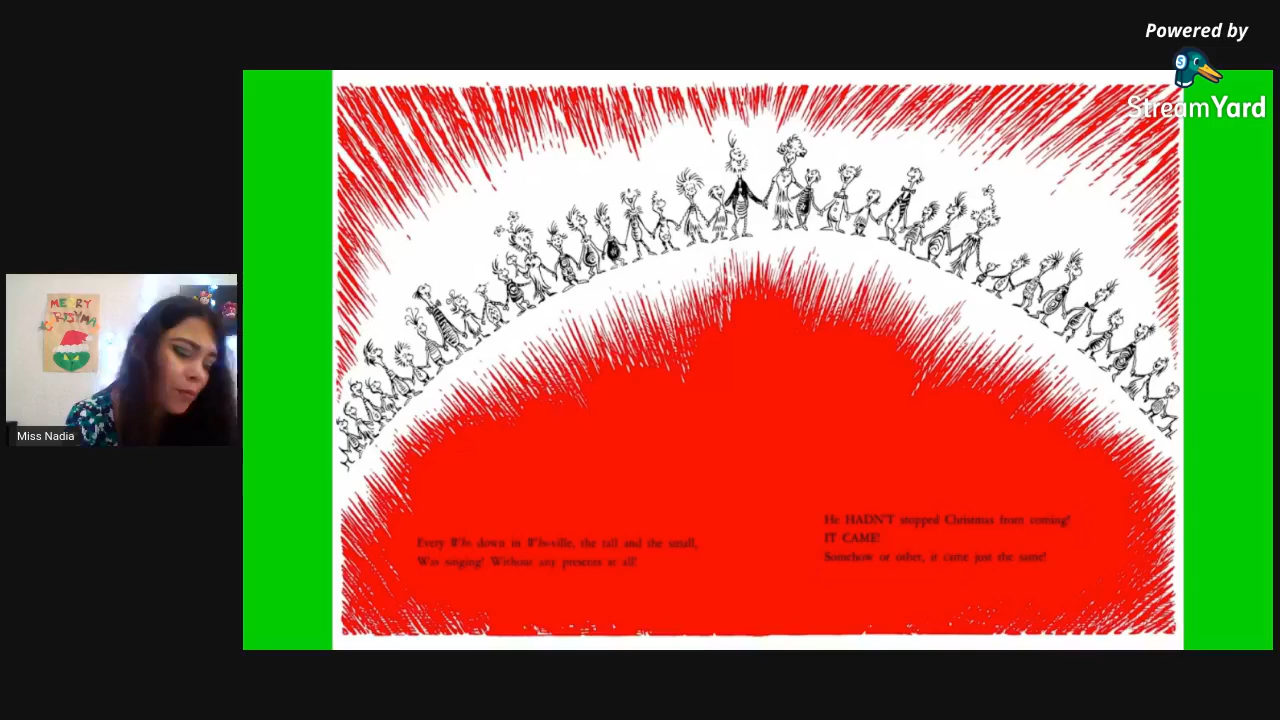 Powered by
StreamYard
MERRY
Miss Nadia
Every Who down in Who-ville, the tall and the small,
Was singing! Without any presents at all!
He HADN'T stopped Christmas from coming!
IT CAME!
Somehow or other, it came just the same!